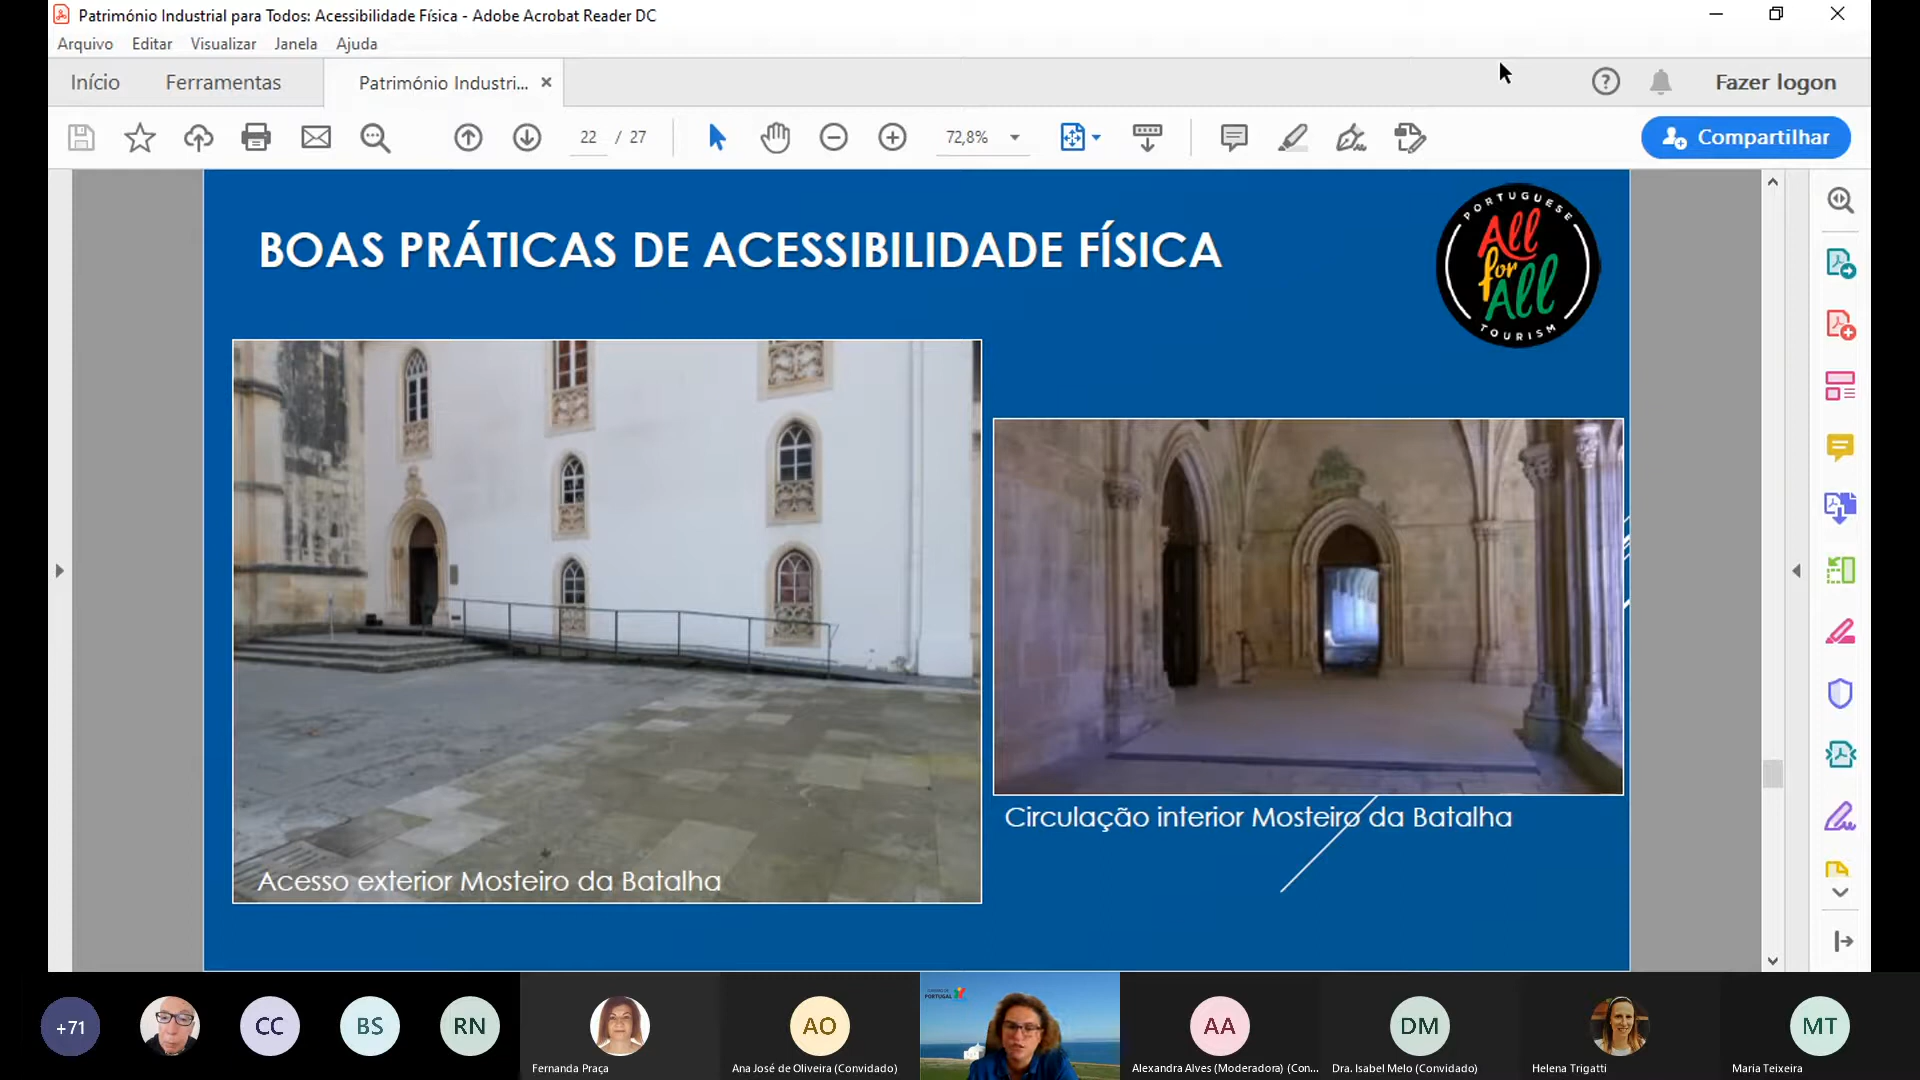 Património Industrial para Todos: Acessibilidade Física - Adobe Acrobat Reader DC
Arquivo Editar Visualizar Janela Ajuda
Início Ferramentas Património Industri... Fazer logon
22 / 27 72,8% Compartilhar
BOAS PRÁTICAS DE ACESSIBILIDADE FÍSICA
PORTUGUESE
All
for
All
TOURISM
Circulação interior Mosteiro da Batalha
Acesso exterior Mosteiro da Batalha
+71 CC BS RN AO AA DM MT
PORTUGAL
Fernanda Praça Ana José de Oliveira (Convidado) Alexandra Alves (Moderadora) (Con... Dra. Isabel Melo (Convidado) Helena Trigatti Maria Teixeira